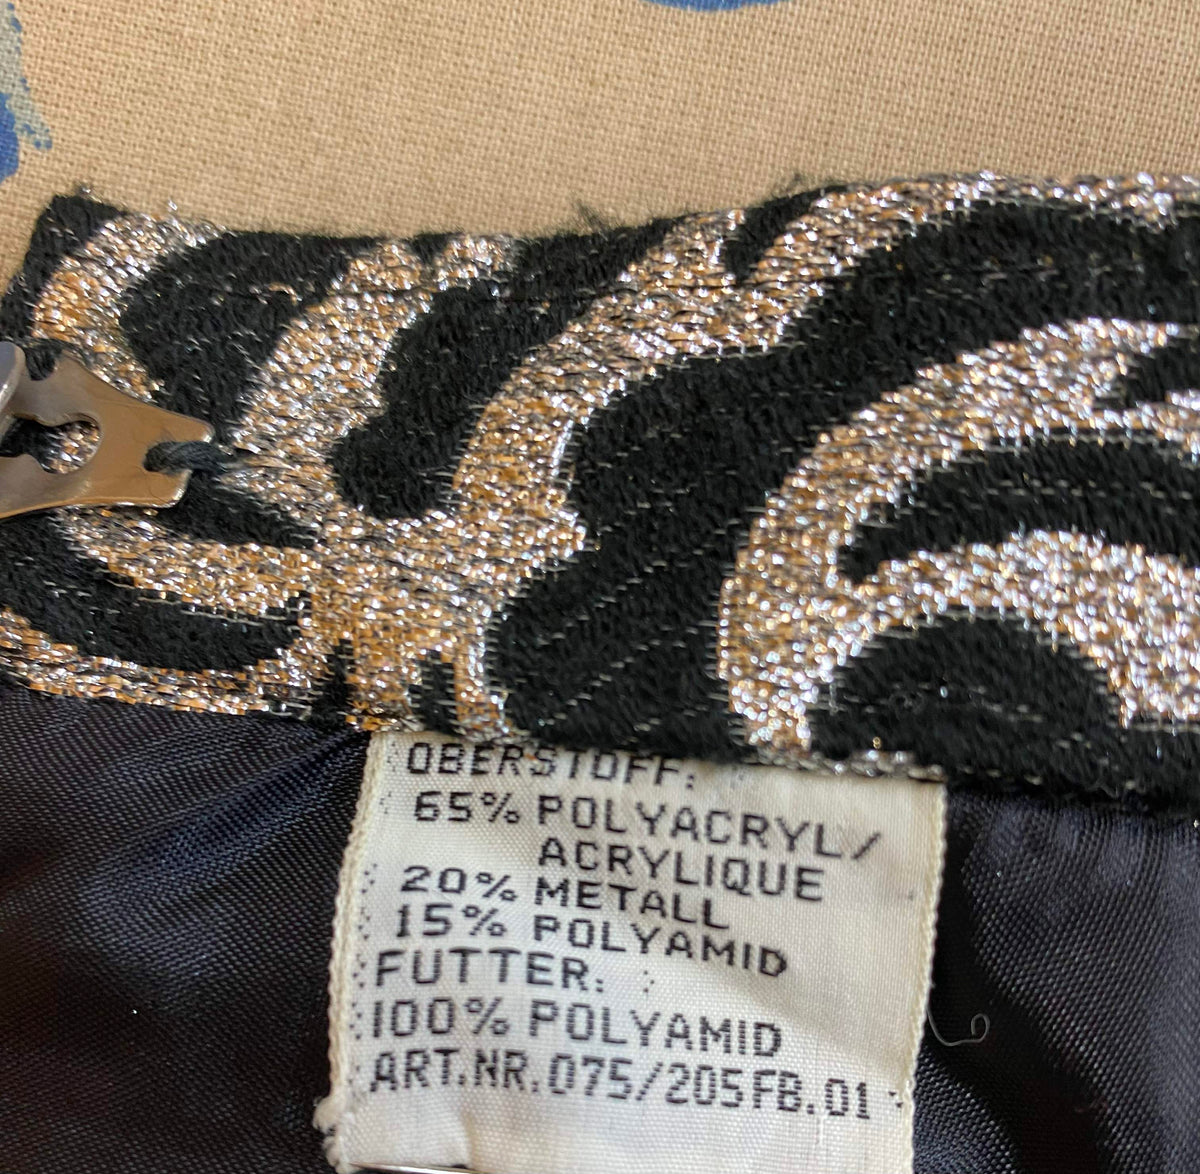 OBERSTOFF:
65% POLYACRYL/
ACRYLIQUE
20% METALL
15% POLYAMID
FUTTER:
100% POLYAMID
ART.NR.075/205FB.01